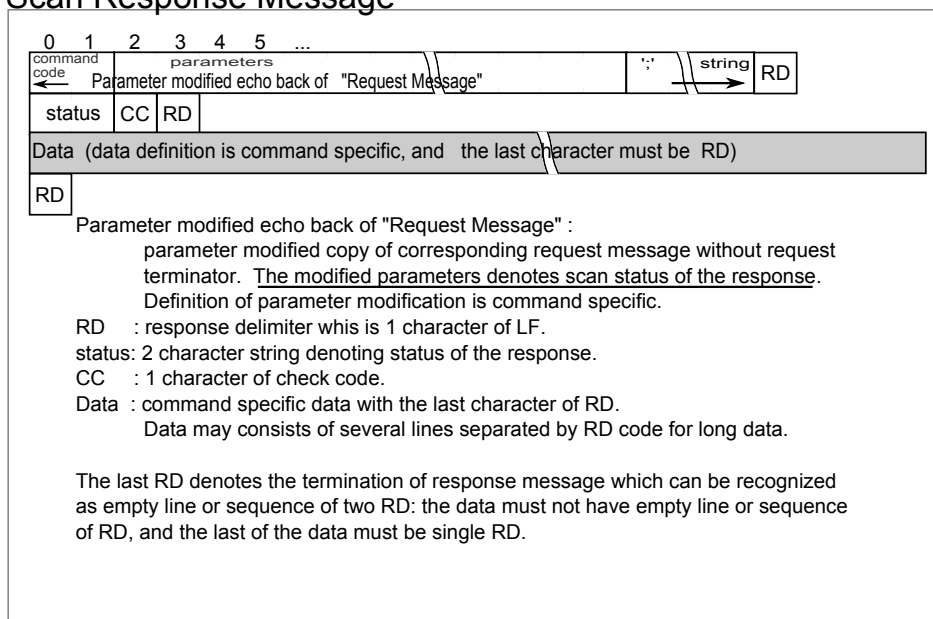 Scan Response Message
0 1 2 3 4 5 ...
command code parameters ';' string RD
Parameter modified echo back of "Request Message"
status CC RD
Data (data definition is command specific, and the last character must be RD)
RD
Parameter modified echo back of "Request Message" :
parameter modified copy of corresponding request message without request
terminator. The modified parameters denotes scan status of the response.
Definition of parameter modification is command specific.
RD : response delimiter whis is 1 character of LF.
status: 2 character string denoting status of the response.
CC : 1 character of check code.
Data : command specific data with the last character of RD.
Data may consists of several lines separated by RD code for long data.
The last RD denotes the termination of response message which can be recognized
as empty line or sequence of two RD: the data must not have empty line or sequence
of RD, and the last of the data must be single RD.